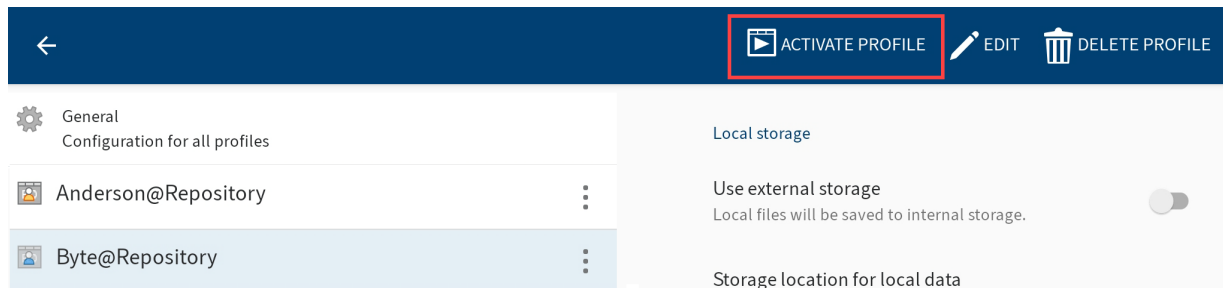 ACTIVATE PROFILE
EDIT
DELETE PROFILE
General
Configuration for all profiles
Anderson@Repository
Byte@Repository
Local storage
Use external storage
Local files will be saved to internal storage.
Storage location for local data